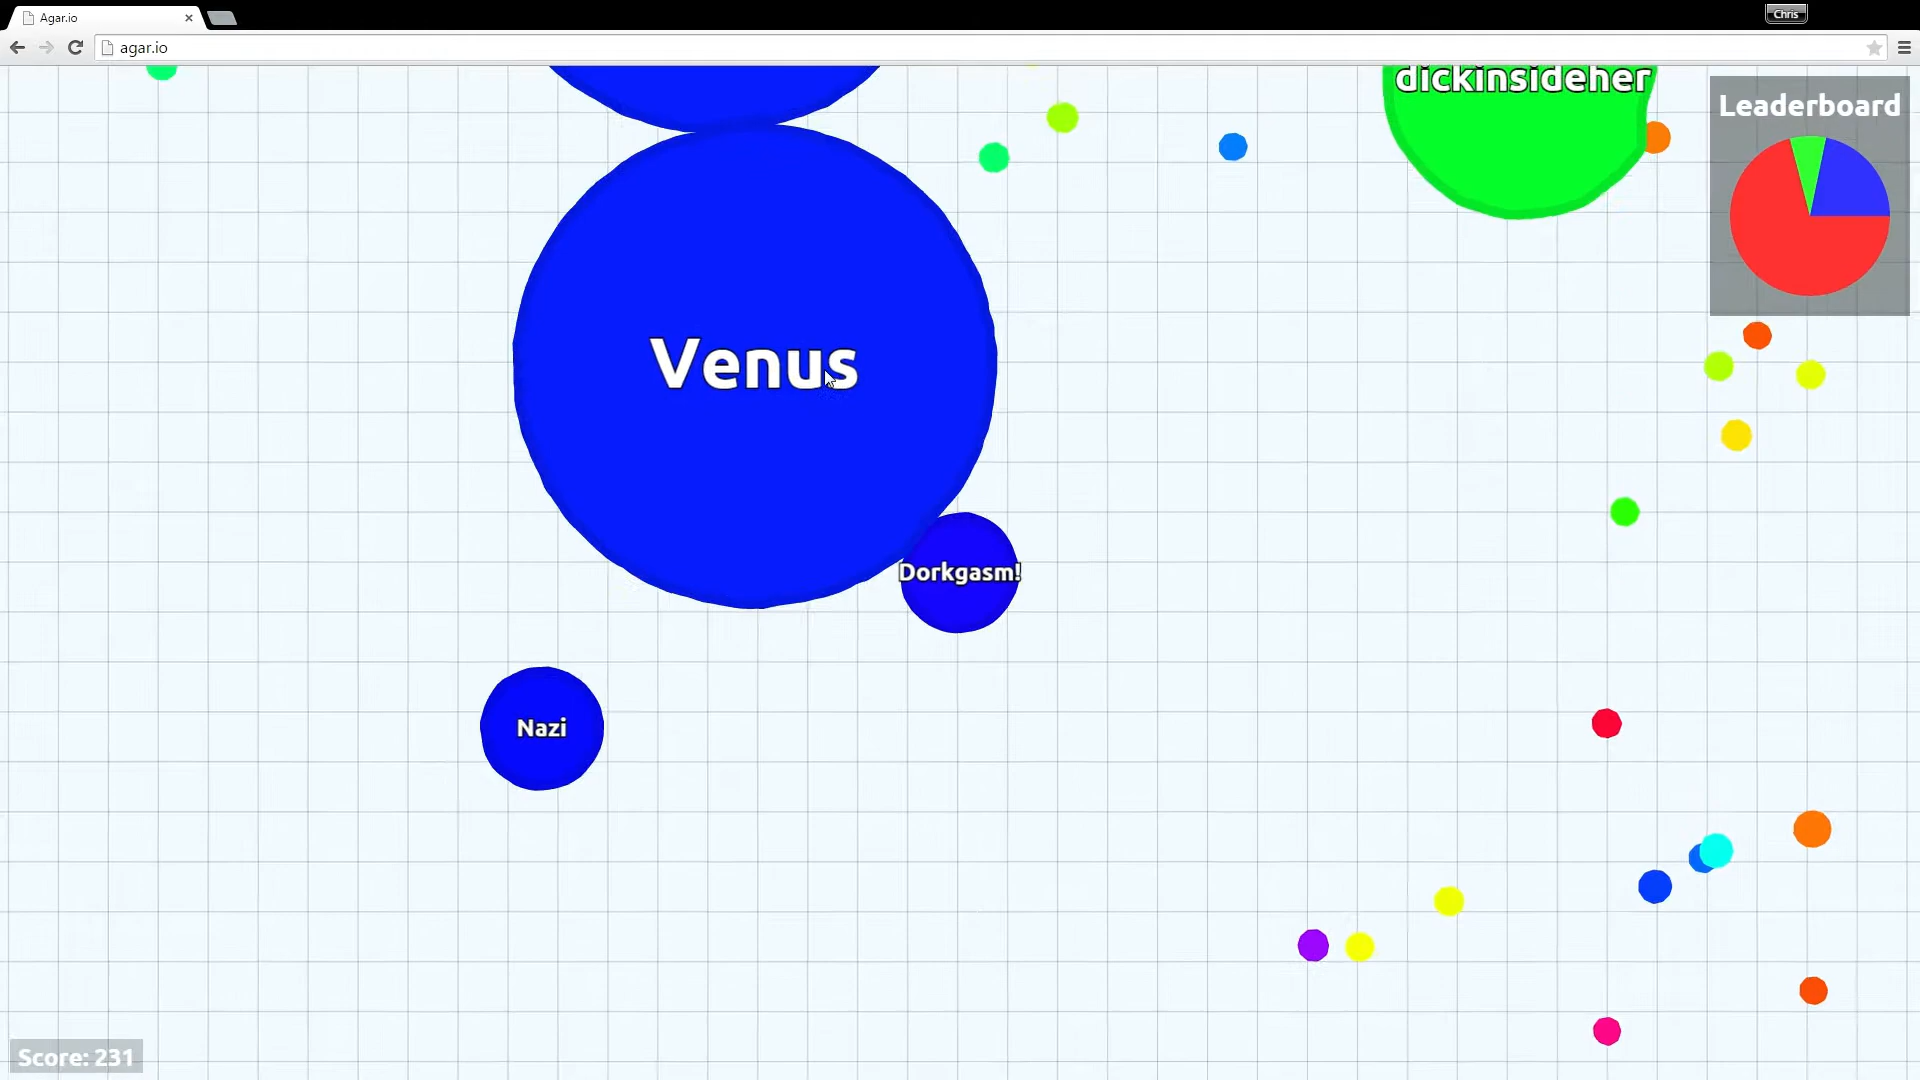 Agar.io
Chris
agar.io
dickinsideher
Leaderboard
Venus
Dorkgasm!
Nazi
Score: 231